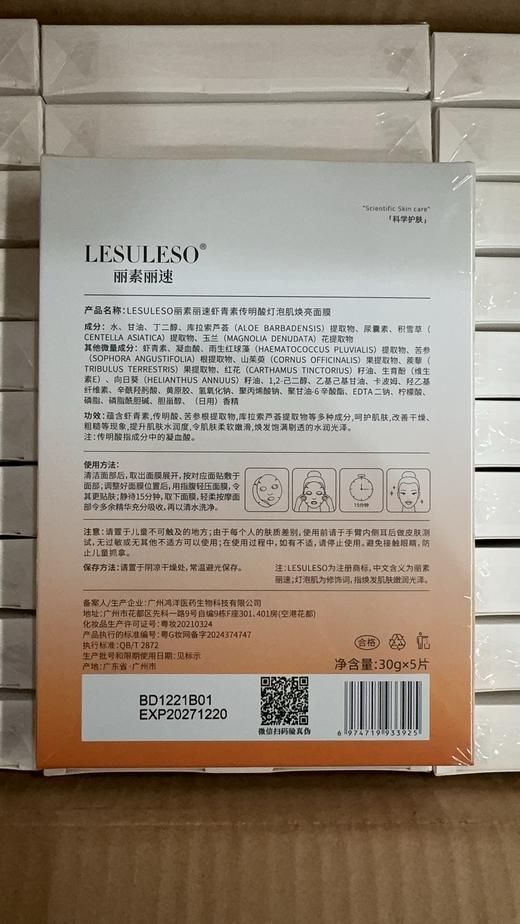 "Scientific Skin care"
「科学护肤」
LESULESO®
丽素丽速
产品名称:LESULESO丽素丽速虾青素传明酸灯泡肌焕亮面膜
成分：水、甘油、丁二醇、库拉索芦荟（ALOE BARBADENSIS）提取物、尿囊素、积雪草（
CENTELLA ASIATICA）提取物、玉兰（MAGNOLIA DENUDATA）花提取物
其他微量成分：虾青素、凝血酸、雨生红球藻（HAEMATOCOCCUS PLUVIALIS）提取物、苦参
（SOPHORA ANGUSTIFOLIA）根提取物、山茱萸（CORNUS OFFICINALIS）果提取物、蒺藜（
TRIBULUS TERRESTRIS）果提取物、红花（CARTHAMUS TINCTORIUS）籽油、生育酚（维生
素E）、向日葵（HELIANTHUS ANNUUS）籽油、1,2-己二醇、乙基己基甘油、卡波姆、羟乙基
纤维素、辛酰羟肟酸、黄原胶、氢氧化钠、聚丙烯酸钠、聚甘油-6 辛酸酯、EDTA二钠、柠檬酸、
磷脂、磷脂酰胆碱、胆甾醇、（日用）香精
功效:蕴含虾青素,传明酸、苦参根提取物,库拉索芦荟提取物等多种成分,呵护肌肤,改善干燥、
粗糙等现象,提升肌肤水润度,令肌肤柔软嫩滑,焕发饱满剔透的水润光泽。
注:传明酸指成分中的凝血酸。
使用方法:
清洁面部后,取出面膜展开,按对应面贴敷于
面部;调整好面膜位置后,用指腹轻压面膜,令
其更贴肤;静待15分钟,取下面膜,轻柔按摩面
部令多余精华充分吸收,再以清水洗净。
15分钟
注意:请置于儿童不可触及的地方;由于每个人的肤质差别,使用前请于手臂内侧耳后做皮肤测
试,无过敏或无其他不适方可以使用;在使用过程中,如有不适,请停止使用。避免接触眼睛,防
止儿童抓拿。
保存方法:请置于阴凉干燥处,常温避光保存。
注:LESULESO为注册商标,中文含义为丽素
丽速;灯泡肌为修饰词,指焕发肌肤嫩润光泽。
备案人/生产企业:广州鸿洋医药生物科技有限公司
地址:广州市花都区先科一路9号自编9栋F座301、401房(空港花都)
化妆品生产许可证号:粤妆20210324
产品执行的标准编号:粤G妆网备字2024374747
执行标准:QB/T 2872
生产批号和限期使用日期:见标示
产地:广东省·广州市
合格
净含量:30g×5片
BD1221B01
EXP20271220
微信扫码验真伪
6 974719 933925